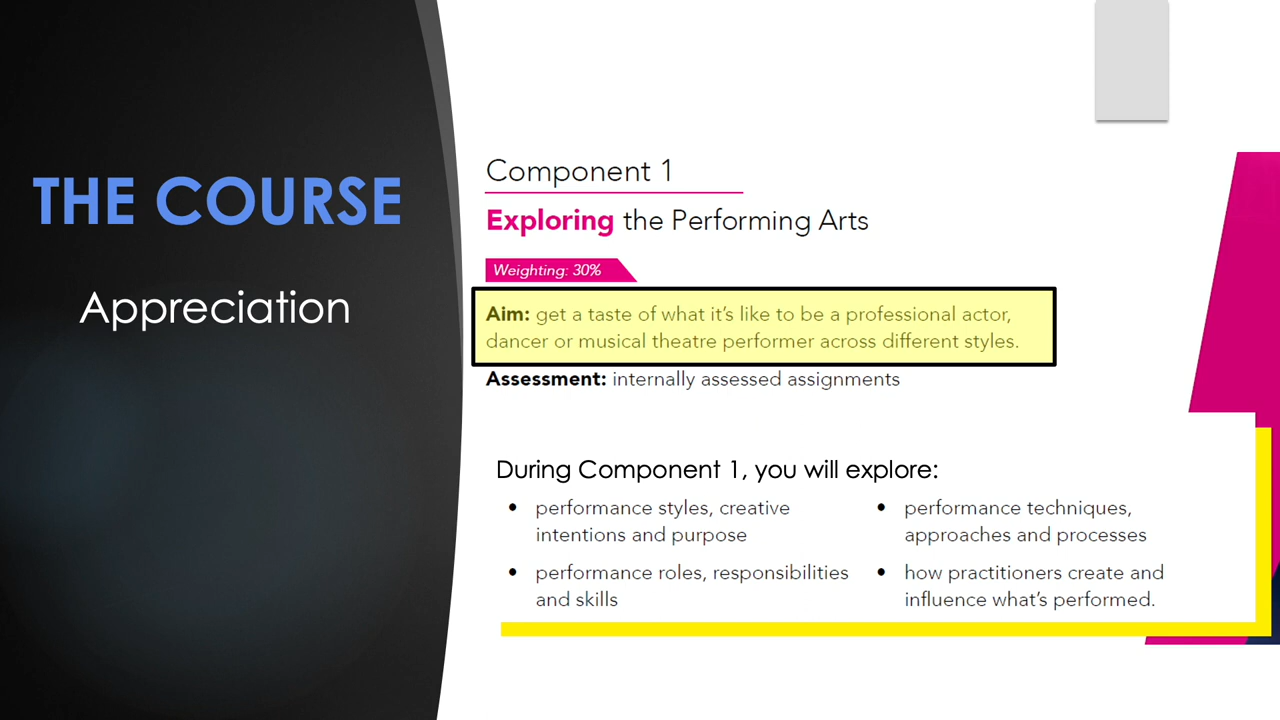 THE COURSE
Appreciation
Component 1
Exploring the Performing Arts
Weighting: 30%
Aim: get a taste of what it's like to be a professional actor,
dancer or musical theatre performer across different styles.
Assessment: internally assessed assignments
During Component 1, you will explore:
• performance styles, creative
intentions and purpose
• performance roles, responsibilities
and skills
• performance techniques,
approaches and processes
• how practitioners create and
influence what's performed.